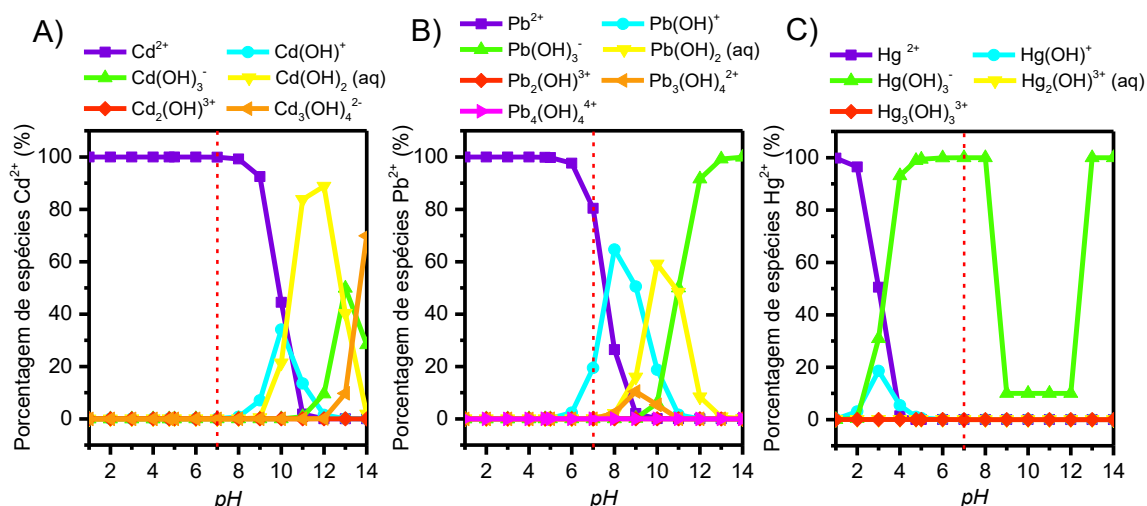 A)
Cd²⁺ Cd(OH)⁺
Cd(OH)₃⁻ Cd(OH)₂ (aq)
Cd₂(OH)³⁺ Cd₃(OH)₄²⁻
Porcentagem de espécies Cd²⁺ (%)
100
80
60
40
20
0
2 4 6 8 10 12 14
pH
B)
Pb²⁺ Pb(OH)⁺
Pb(OH)₃⁻ Pb(OH)₂ (aq)
Pb₂(OH)³⁺ Pb₃(OH)₄²⁺
Pb₄(OH)₄⁴⁺
Porcentagem de espécies Pb²⁺ (%)
100
80
60
40
20
0
2 4 6 8 10 12 14
pH
C)
Hg ²⁺ Hg(OH)⁺
Hg(OH)₃⁻ Hg₂(OH)³⁺ (aq)
Hg₃(OH)₃³⁺
Porcentagem de espécies Hg²⁺ (%)
100
80
60
40
20
0
2 4 6 8 10 12 14
pH